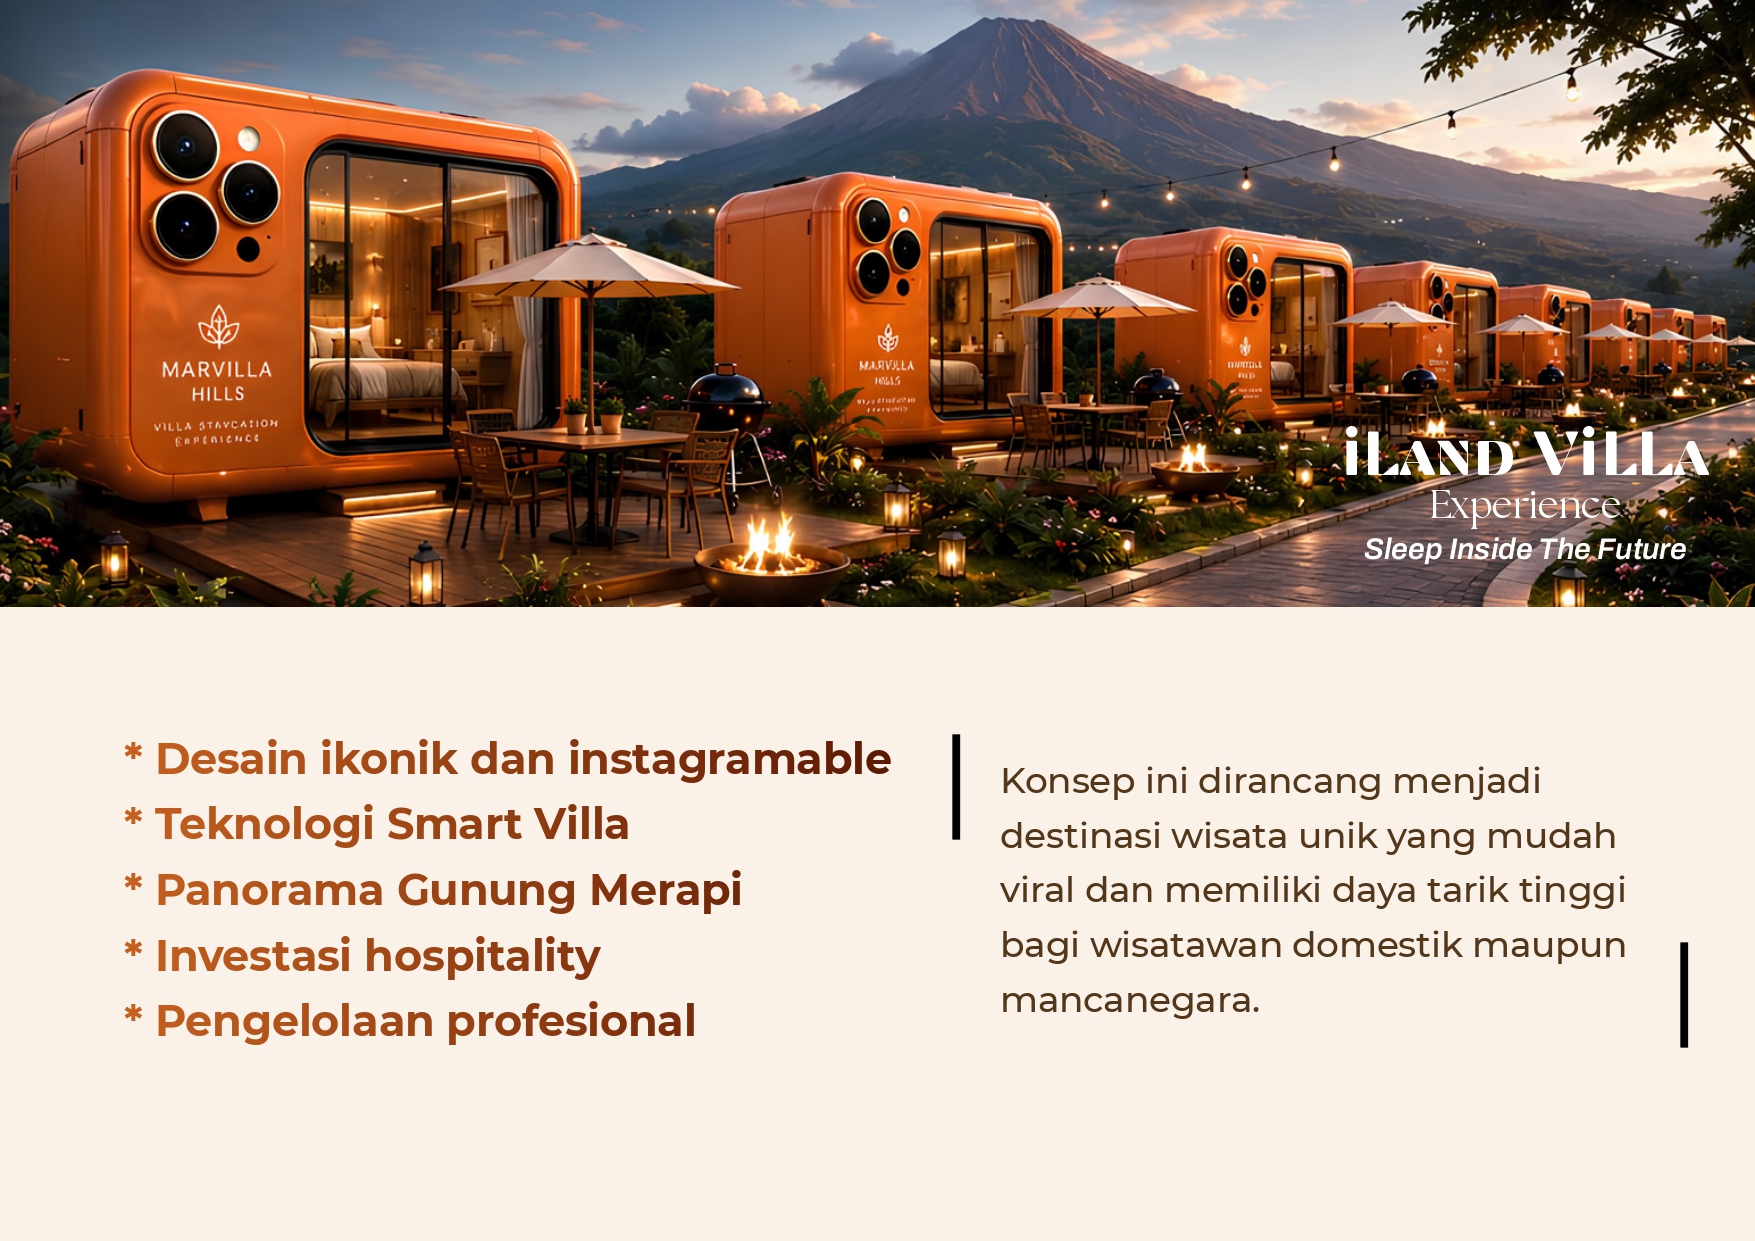 MARVILLA
HILLS
VILLA STAYCATION
EXPERIENCE
MARVILLA
HILLS
iLAND ViLLA
Experience
Sleep Inside The Future
* Desain ikonik dan instagramable
* Teknologi Smart Villa
* Panorama Gunung Merapi
* Investasi hospitality
* Pengelolaan profesional
Konsep ini dirancang menjadi
destinasi wisata unik yang mudah
viral dan memiliki daya tarik tinggi
bagi wisatawan domestik maupun
mancanegara.